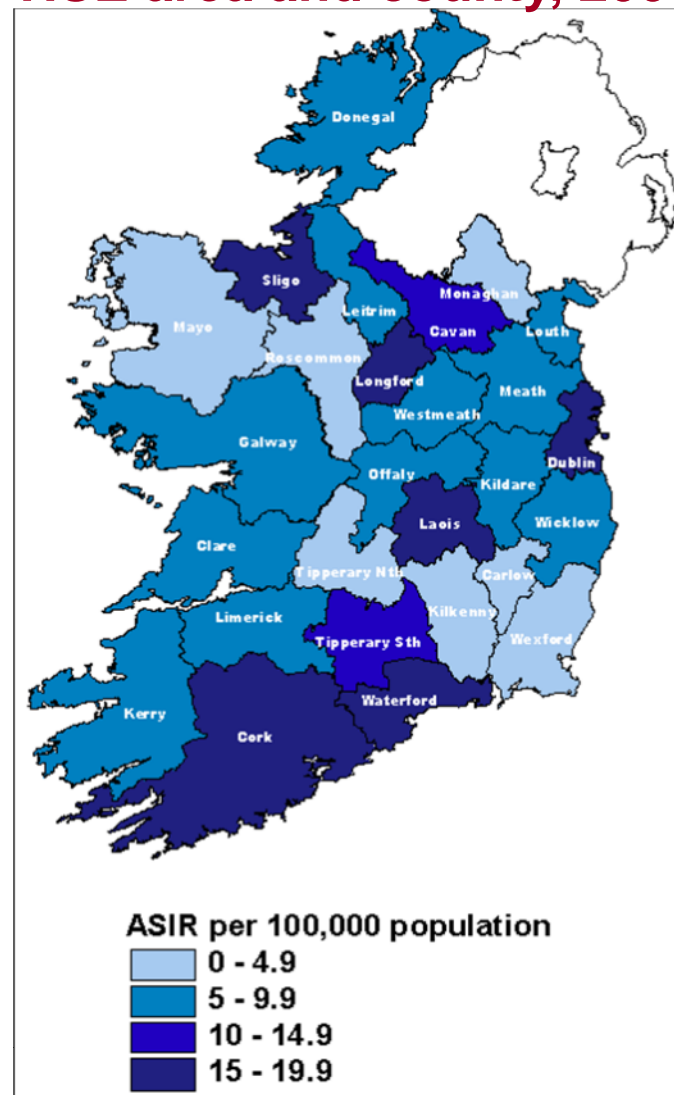 Donegal
Sligo
Monaghan
Leitrim
Louth
Mayo
Cavan
Roscommon
Longford
Meath
Westmeath
Galway
Dublin
Offaly
Kildare
Laois
Wicklow
Clare
Tipperary Nth
Carlow
Kilkenny
Limerick
Tipperary Sth
Wexford
Waterford
Kerry
Cork
ASIR per 100,000 population
0 - 4.9
5 - 9.9
10 - 14.9
15 - 19.9